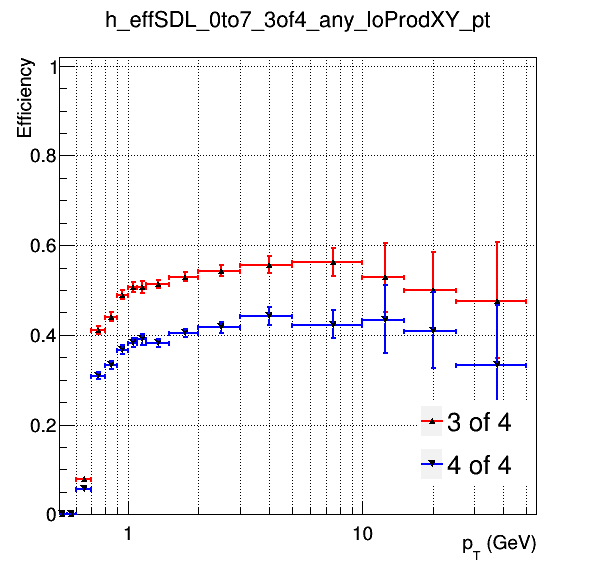 h_effSDL_0to7_3of4_any_loProdXY_pt
Efficiency
1
0.8
0.6
0.4
0.2
0
1
10
p_T (GeV)
3 of 4
4 of 4